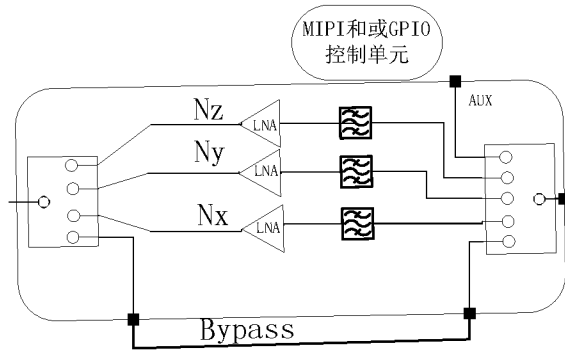 MIPI和或GPIO
控制单元
AUX
Nz
LNA
Ny
LNA
Nx
LNA
Bypass